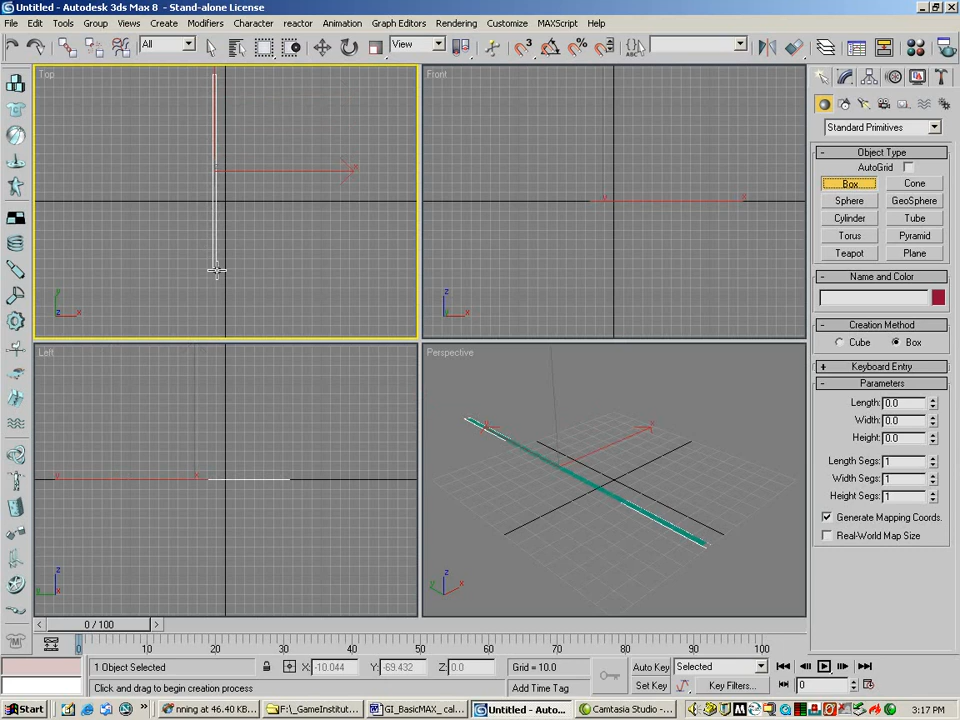 Untitled - Autodesk 3ds Max 8 - Stand-alone License
File Edit Tools Group Views Create Modifiers Character reactor Animation Graph Editors Rendering Customize MAXScript Help
All View ABC
Top Front
Standard Primitives
- Object Type
AutoGrid
Box Cone
Sphere GeoSphere
Cylinder Tube
Torus Pyramid
Teapot Plane
- Name and Color
- Creation Method
Cube Box
+ Keyboard Entry
- Parameters
Length: 0.0
Width: 0.0
Height: 0.0
Length Segs: 1
Width Segs: 1
Height Segs: 1
Generate Mapping Coords.
Real-World Map Size
Left Perspective
< 0 / 100 >
0 10 20 30 40 50 60 70 80 90 100
1 Object Selected X: -10.044 Y: -69.432 Z: 0.0 Grid = 10.0 Auto Key Selected
Click and drag to begin creation process Add Time Tag Set Key Key Filters... 0
Start » rnning at 46.40 KB... F:\_GameInstitut... GI_BasicMAX_ cal... Untitled - Auto... Camtasia Studio -... 3:17 PM